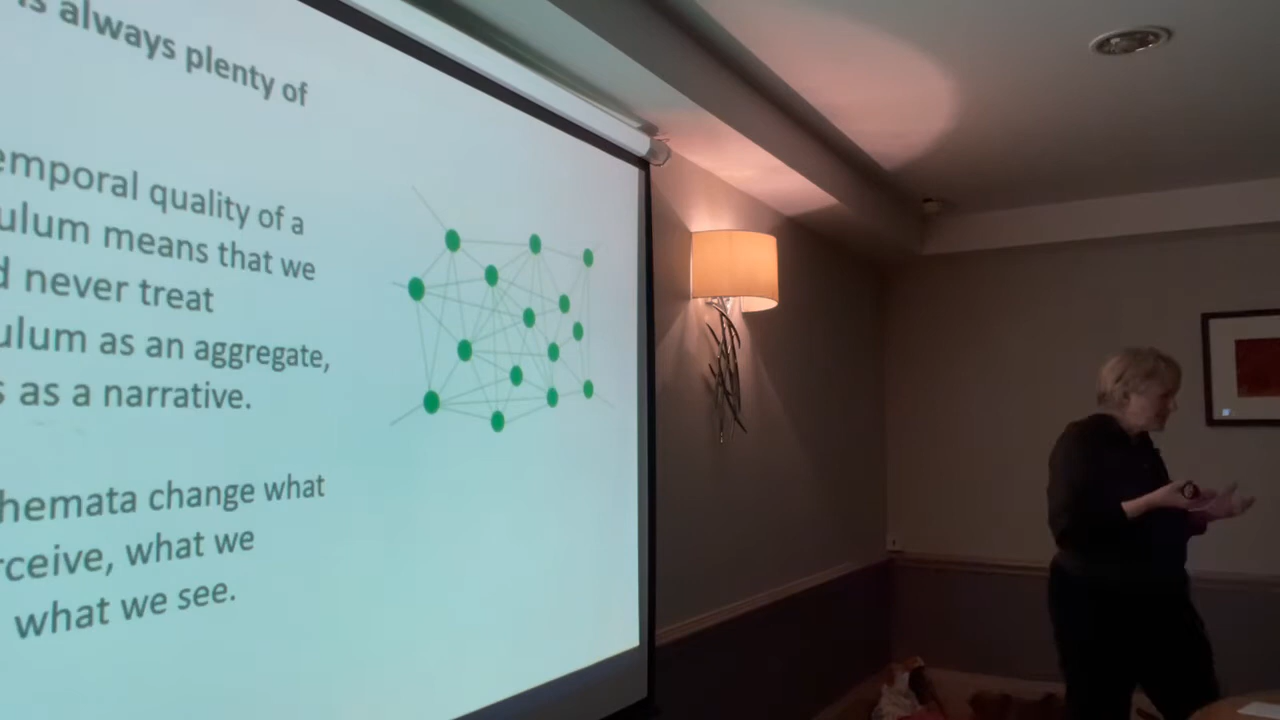 is always plenty of
emporal quality of a
ulum means that we
d never treat
ulum as an aggregate,
s as a narrative.
hemata change what
rceive, what we
what we see.